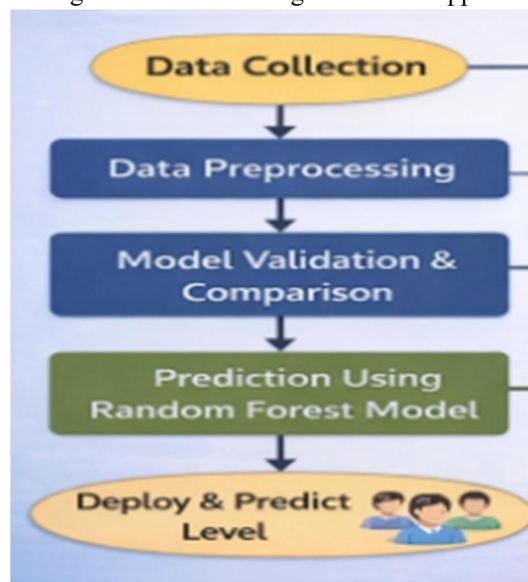 Data Collection
Data Preprocessing
Model Validation &
Comparison
Prediction Using
Random Forest Model
Deploy & Predict
Level